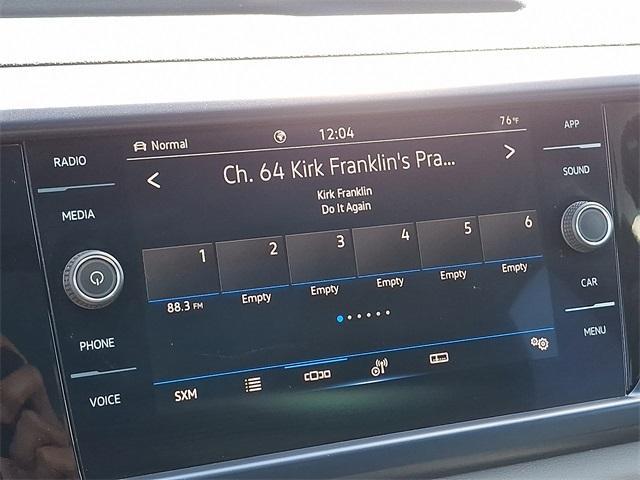 RADIO
MEDIA
PHONE
VOICE
Normal
12:04
76°F
< Ch. 64 Kirk Franklin's Pra... >
Kirk Franklin
Do It Again
1 2 3 4 5 6
88.3 FM Empty Empty Empty Empty Empty
SXM
APP
SOUND
CAR
MENU